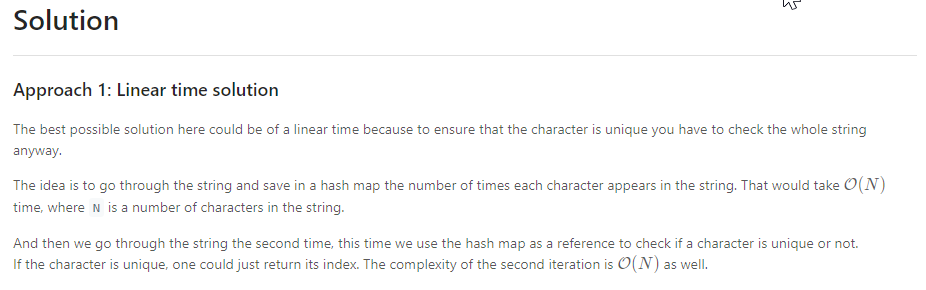 Solution
Approach 1: Linear time solution
The best possible solution here could be of a linear time because to ensure that the character is unique you have to check the whole string
anyway.
The idea is to go through the string and save in a hash map the number of times each character appears in the string. That would take O(N)
time, where N is a number of characters in the string.
And then we go through the string the second time, this time we use the hash map as a reference to check if a character is unique or not.
If the character is unique, one could just return its index. The complexity of the second iteration is O(N) as well.